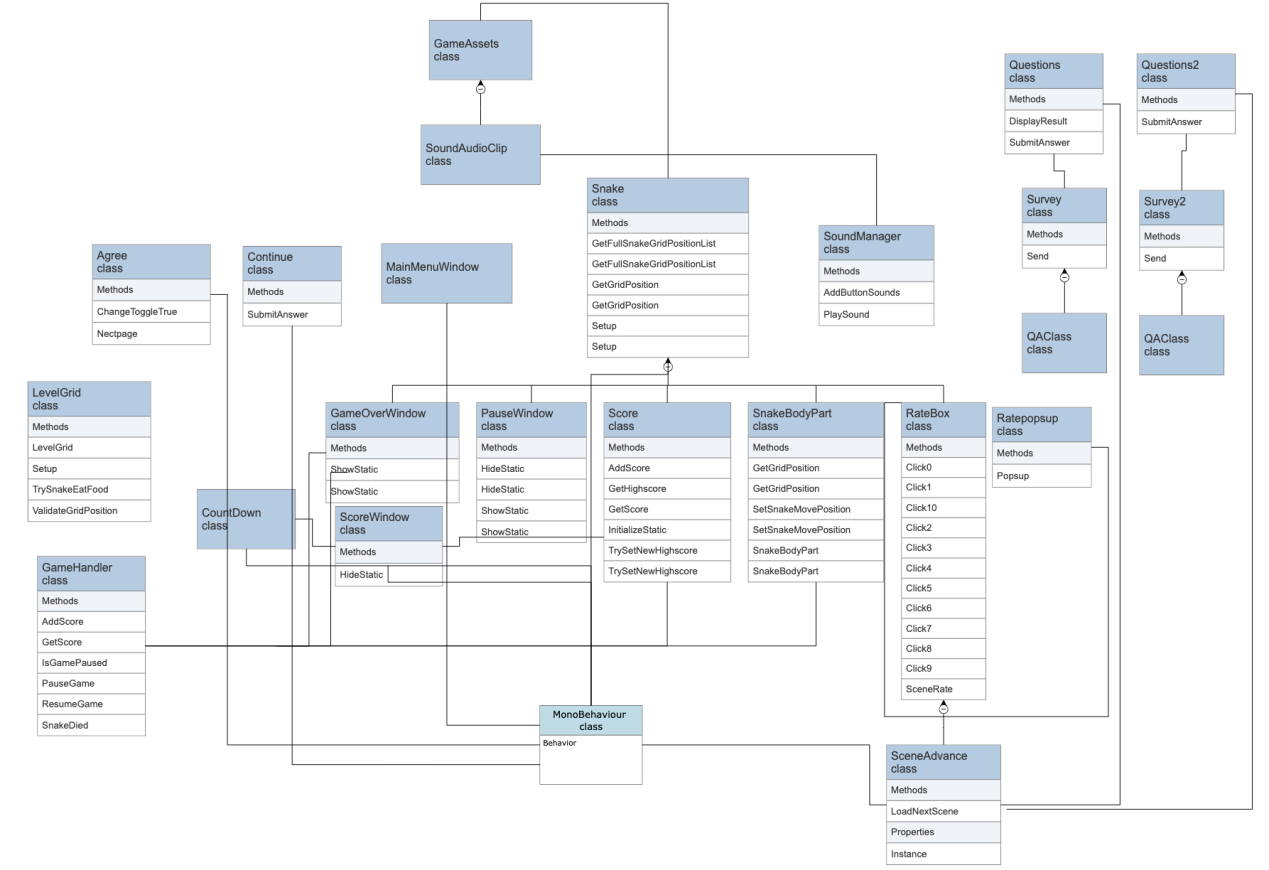 GameAssets
class
SoundAudioClip
class
Questions
class
Methods
DisplayResult
SubmitAnswer
Questions2
class
Methods
SubmitAnswer
Snake
class
Methods
GetFullSnakeGridPositionList
GetFullSnakeGridPositionList
GetGridPosition
GetGridPosition
Setup
Setup
SoundManager
class
Methods
AddButtonSounds
PlaySound
Survey
class
Methods
Send
Survey2
class
Methods
Send
QAClass
class
QAClass
class
Agree
class
Methods
ChangeToggleTrue
Nectpage
Continue
class
Methods
SubmitAnswer
MainMenuWindow
class
LevelGrid
class
Methods
LevelGrid
Setup
TrySnakeEatFood
ValidateGridPosition
GameOverWindow
class
Methods
ShowStatic
ShowStatic
PauseWindow
class
Methods
HideStatic
HideStatic
ShowStatic
ShowStatic
Score
class
Methods
AddScore
GetHighscore
GetScore
InitializeStatic
TrySetNewHighscore
TrySetNewHighscore
SnakeBodyPart
class
Methods
GetGridPosition
GetGridPosition
SetSnakeMovePosition
SetSnakeMovePosition
SnakeBodyPart
SnakeBodyPart
RateBox
class
Methods
Click0
Click1
Click10
Click2
Click3
Click4
Click5
Click6
Click7
Click8
Click9
SceneRate
Ratepopsup
class
Methods
Popsup
CountDown
class
ScoreWindow
class
Methods
HideStatic
GameHandler
class
Methods
AddScore
GetScore
IsGamePaused
PauseGame
ResumeGame
SnakeDied
MonoBehaviour
class
Behavior
SceneAdvance
class
Methods
LoadNextScene
Properties
Instance